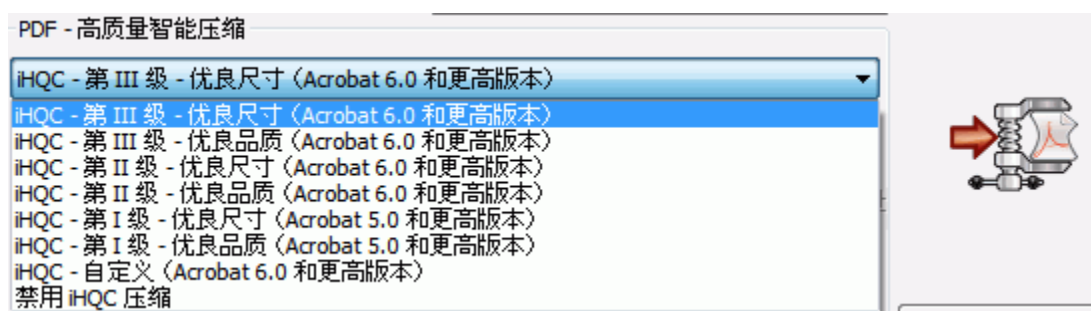 PDF - 高质量智能压缩
iHQC - 第 III 级 - 优良尺寸（Acrobat 6.0 和更高版本）
iHQC - 第 III 级 - 优良尺寸（Acrobat 6.0 和更高版本）
iHQC - 第 III 级 - 优良品质（Acrobat 6.0 和更高版本）
iHQC - 第 II 级 - 优良尺寸（Acrobat 6.0 和更高版本）
iHQC - 第 II 级 - 优良品质（Acrobat 6.0 和更高版本）
iHQC - 第 I 级 - 优良尺寸（Acrobat 5.0 和更高版本）
iHQC - 第 I 级 - 优良品质（Acrobat 5.0 和更高版本）
iHQC - 自定义（Acrobat 6.0 和更高版本）
禁用 iHQC 压缩